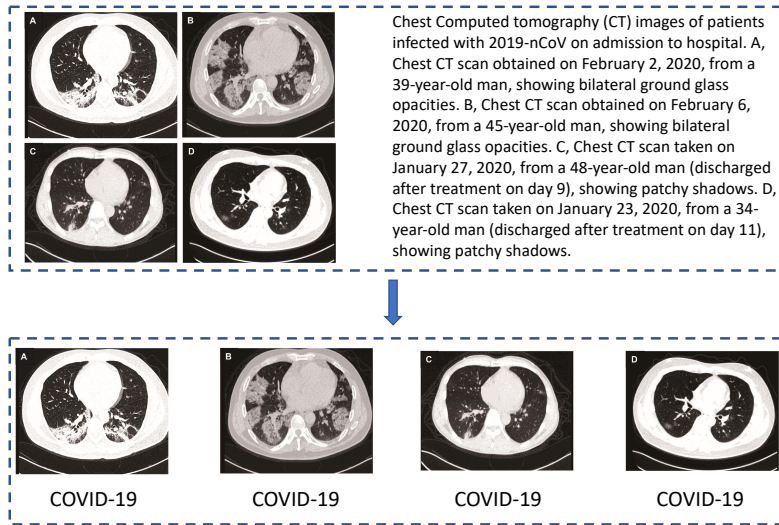 A
B
C
D
Chest Computed tomography (CT) images of patients
infected with 2019-nCoV on admission to hospital. A,
Chest CT scan obtained on February 2, 2020, from a
39-year-old man, showing bilateral ground glass
opacities. B, Chest CT scan obtained on February 6,
2020, from a 45-year-old man, showing bilateral
ground glass opacities. C, Chest CT scan taken on
January 27, 2020, from a 48-year-old man (discharged
after treatment on day 9), showing patchy shadows. D,
Chest CT scan taken on January 23, 2020, from a 34-
year-old man (discharged after treatment on day 11),
showing patchy shadows.
A
B
C
D
COVID-19
COVID-19
COVID-19
COVID-19